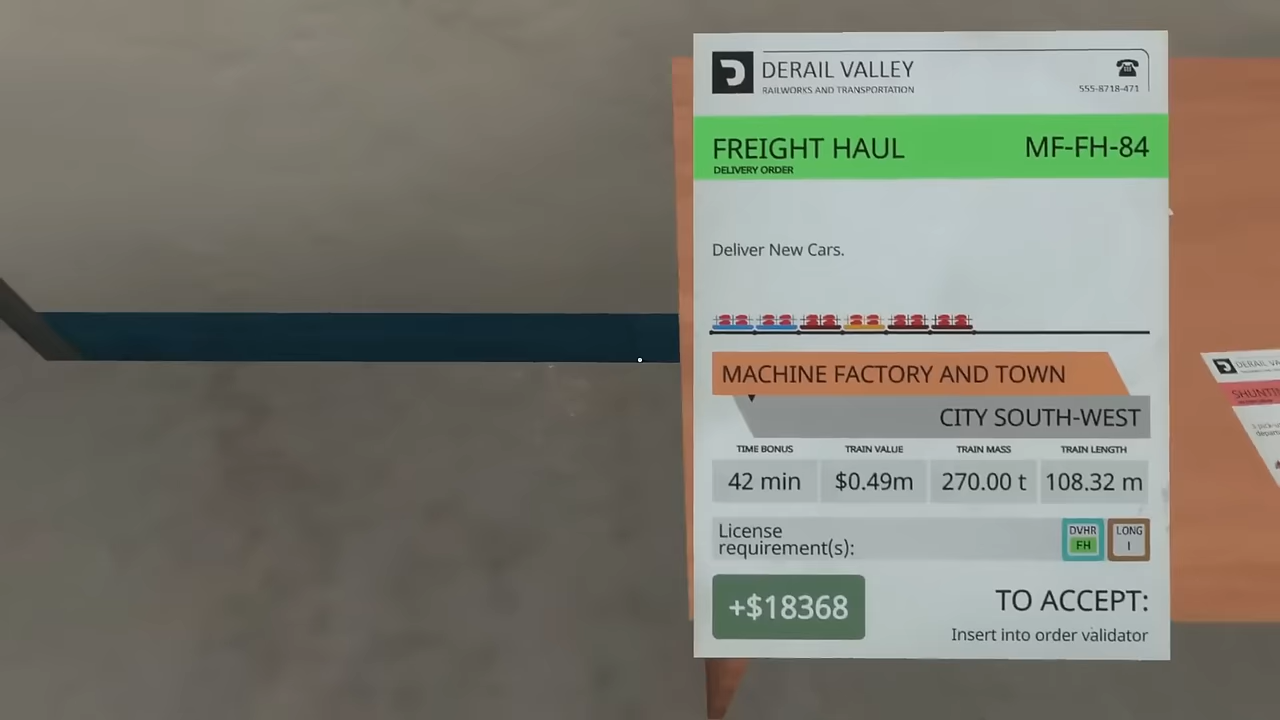 DERAIL VALLEY
RAILWORKS AND TRANSPORTATION
555-8718-471
FREIGHT HAUL
MF-FH-84
DELIVERY ORDER
Deliver New Cars.
MACHINE FACTORY AND TOWN
CITY SOUTH-WEST
TIME BONUS TRAIN VALUE TRAIN MASS TRAIN LENGTH
42 min $0.49m 270.00 t 108.32 m
License
requirement(s):
DVHR
FH
LONG
I
+$18368
TO ACCEPT:
Insert into order validator
DERAIL